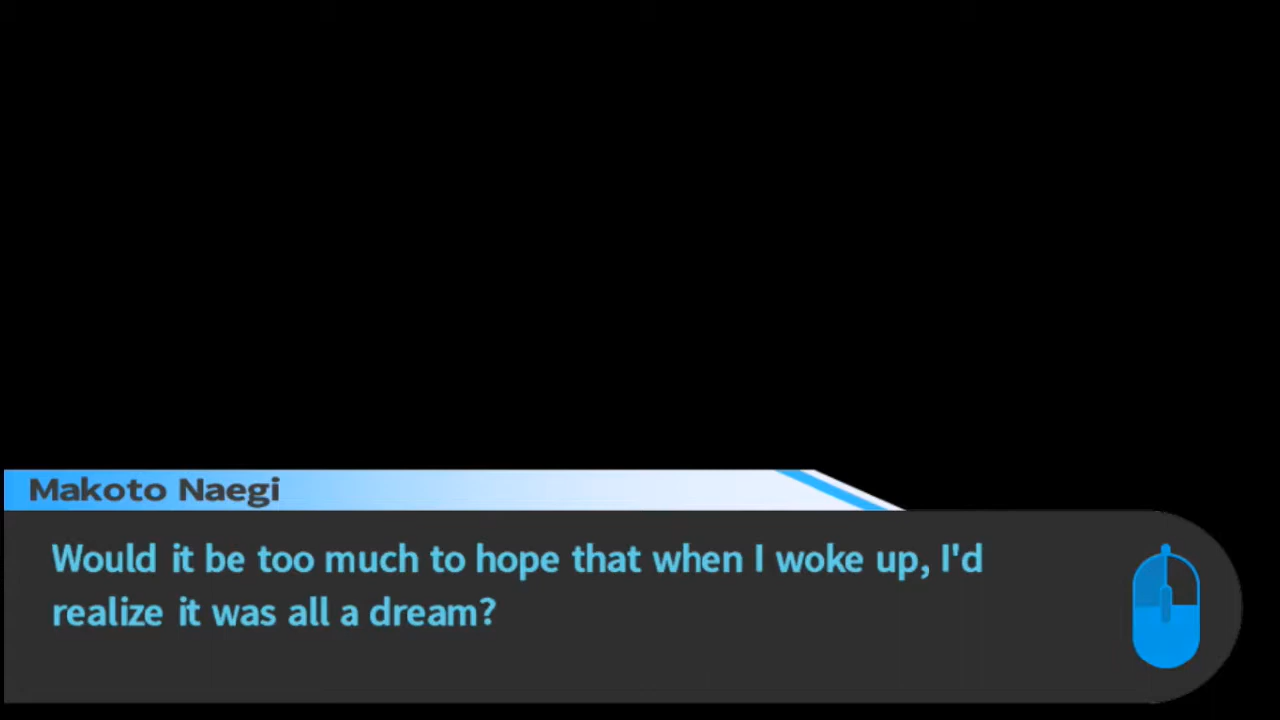 Makoto Naegi
Would it be too much to hope that when I woke up, I'd
realize it was all a dream?